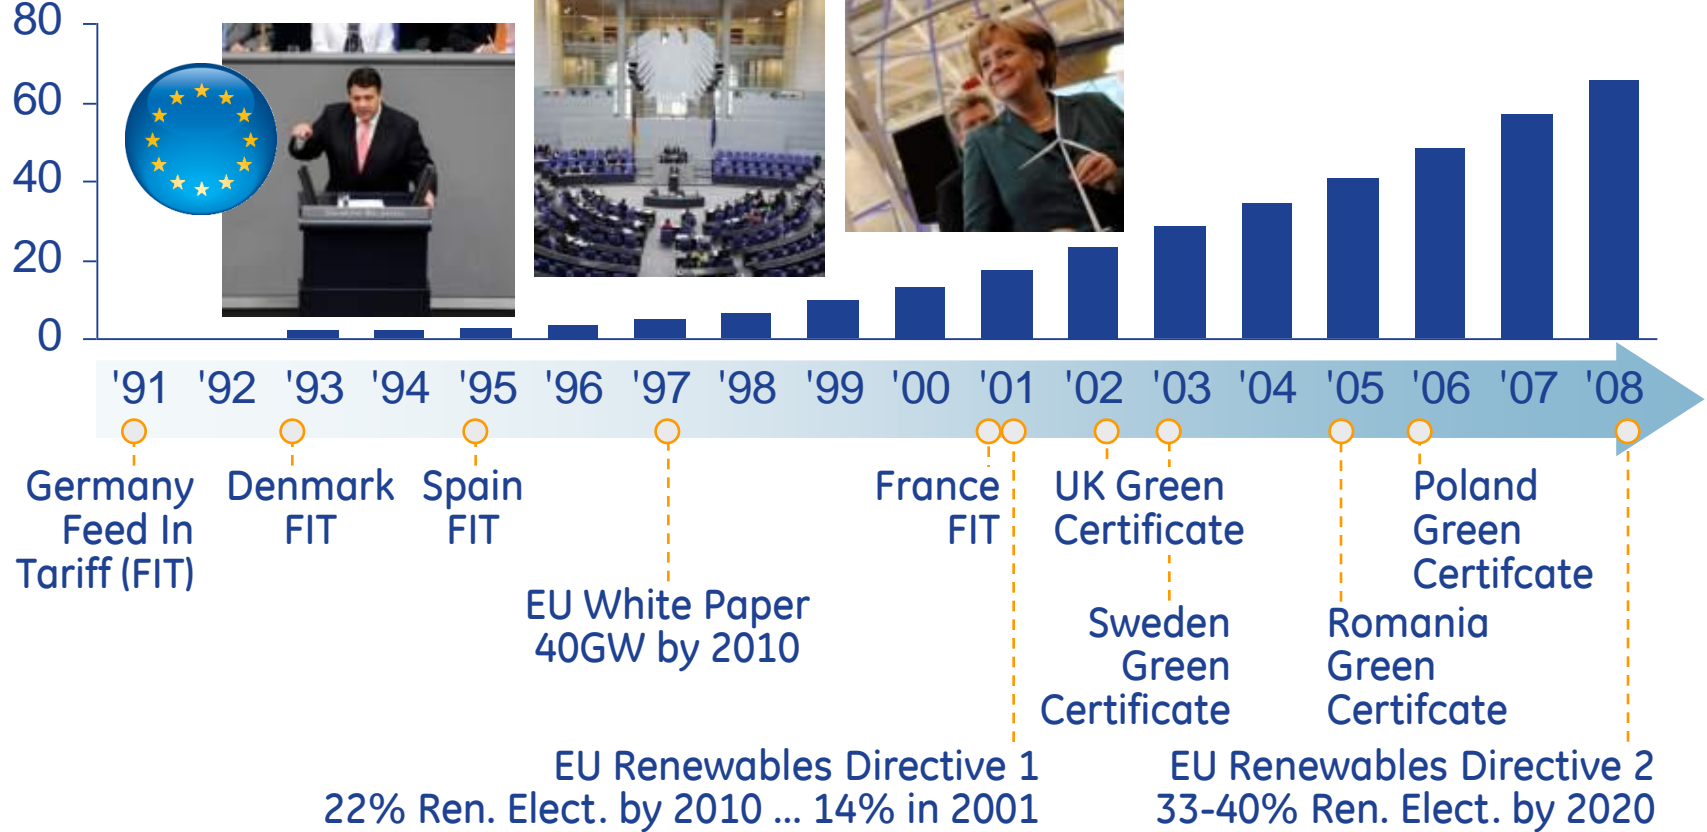 80
60
40
20
0
'91 '92 '93 '94 '95 '96 '97 '98 '99 '00 '01 '02 '03 '04 '05 '06 '07 '08
Germany
Feed In
Tariff (FIT)
Denmark
FIT
Spain
FIT
EU White Paper
40GW by 2010
France
FIT
UK Green
Certificate
Sweden
Green
Certificate
Romania
Green
Certifcate
Poland
Green
Certifcate
EU Renewables Directive 1
22% Ren. Elect. by 2010 ... 14% in 2001
EU Renewables Directive 2
33-40% Ren. Elect. by 2020